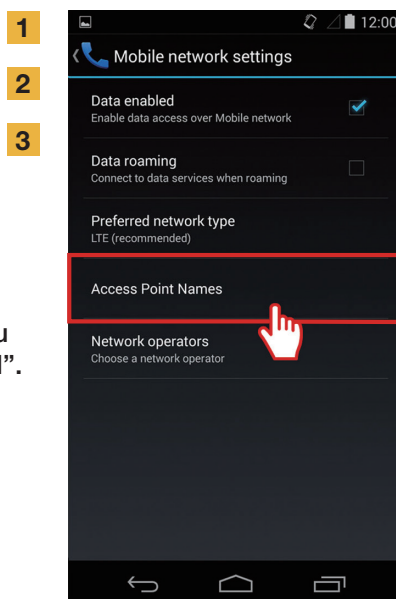 1
2
3
u
l”.
12:00
Mobile network settings
Data enabled
Enable data access over Mobile network
Data roaming
Connect to data services when roaming
Preferred network type
LTE (recommended)
Access Point Names
Network operators
Choose a network operator